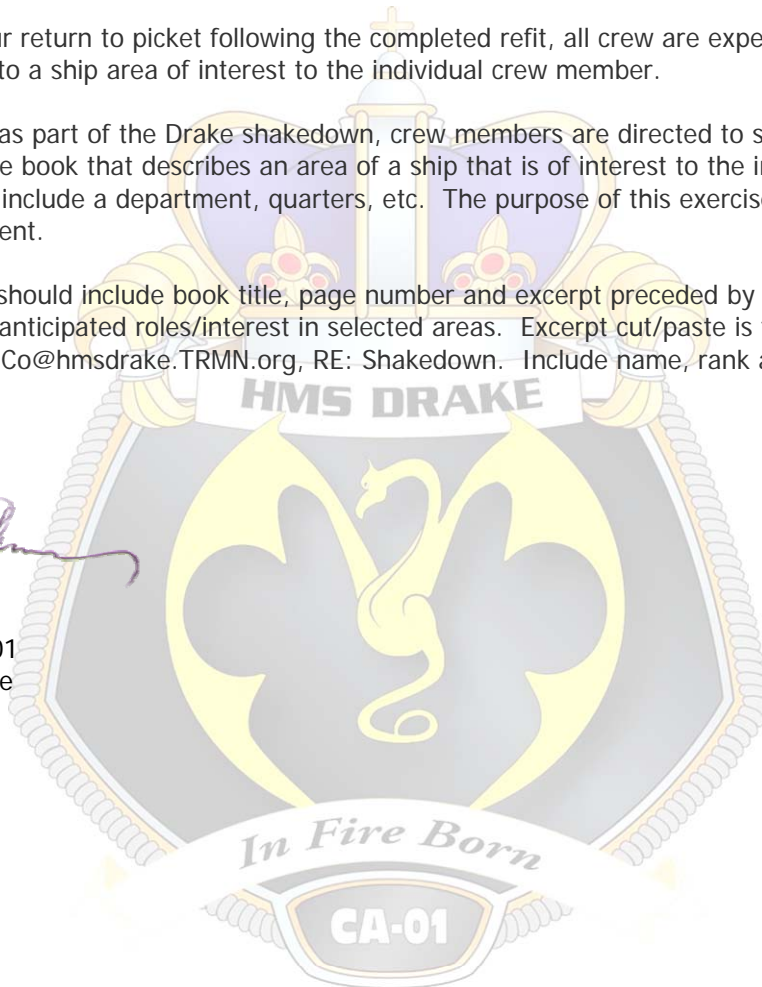 ur return to picket following the completed refit, all crew are expe
to a ship area of interest to the individual crew member.
as part of the Drake shakedown, crew members are directed to s
e book that describes an area of a ship that is of interest to the i
include a department, quarters, etc. The purpose of this exercise
ent.
should include book title, page number and excerpt preceded by
anticipated roles/interest in selected areas. Excerpt cut/paste is
Co@hmsdrake.TRMN.org, RE: Shakedown. Include name, rank a
HMS DRAKE
01
e
In Fire Born
CA-01